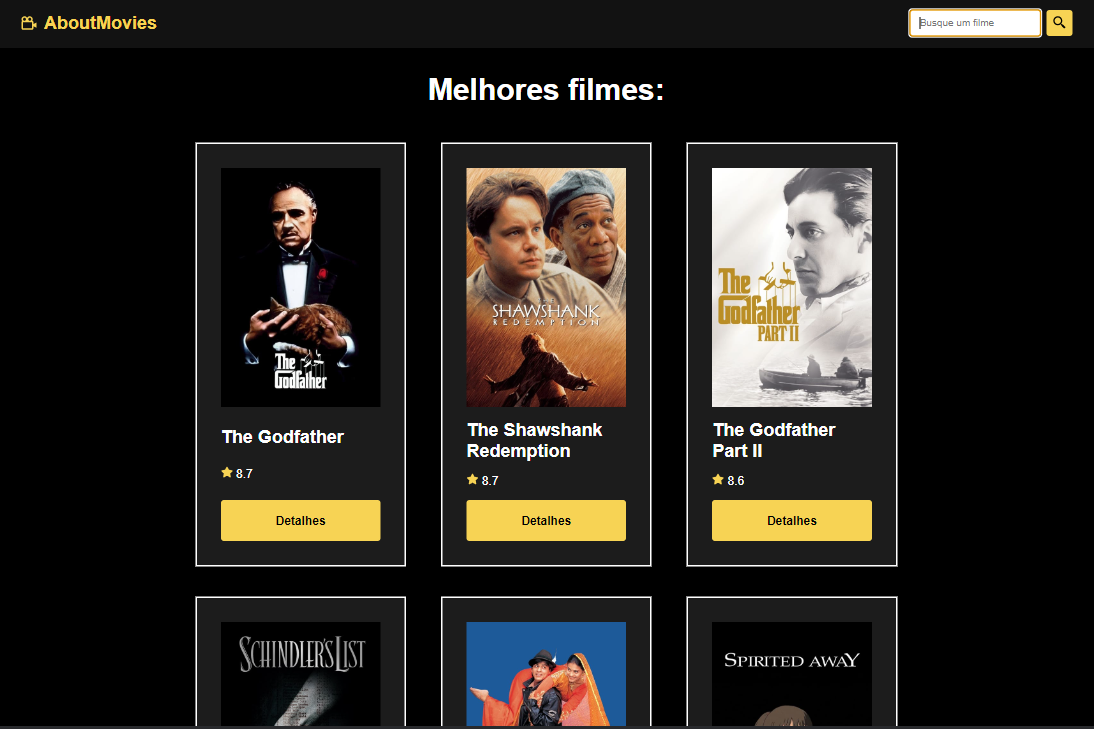 AboutMovies
Busque um filme
Melhores filmes:
The
Godfather
SHAWSHANK
REDEMPTION
The
Godfather
PART II
The Godfather
The Shawshank
Redemption
The Godfather
Part II
8.7
8.7
8.6
Detalhes
Detalhes
Detalhes
SCHINDLER'S LIST
SPIRITED AWAY